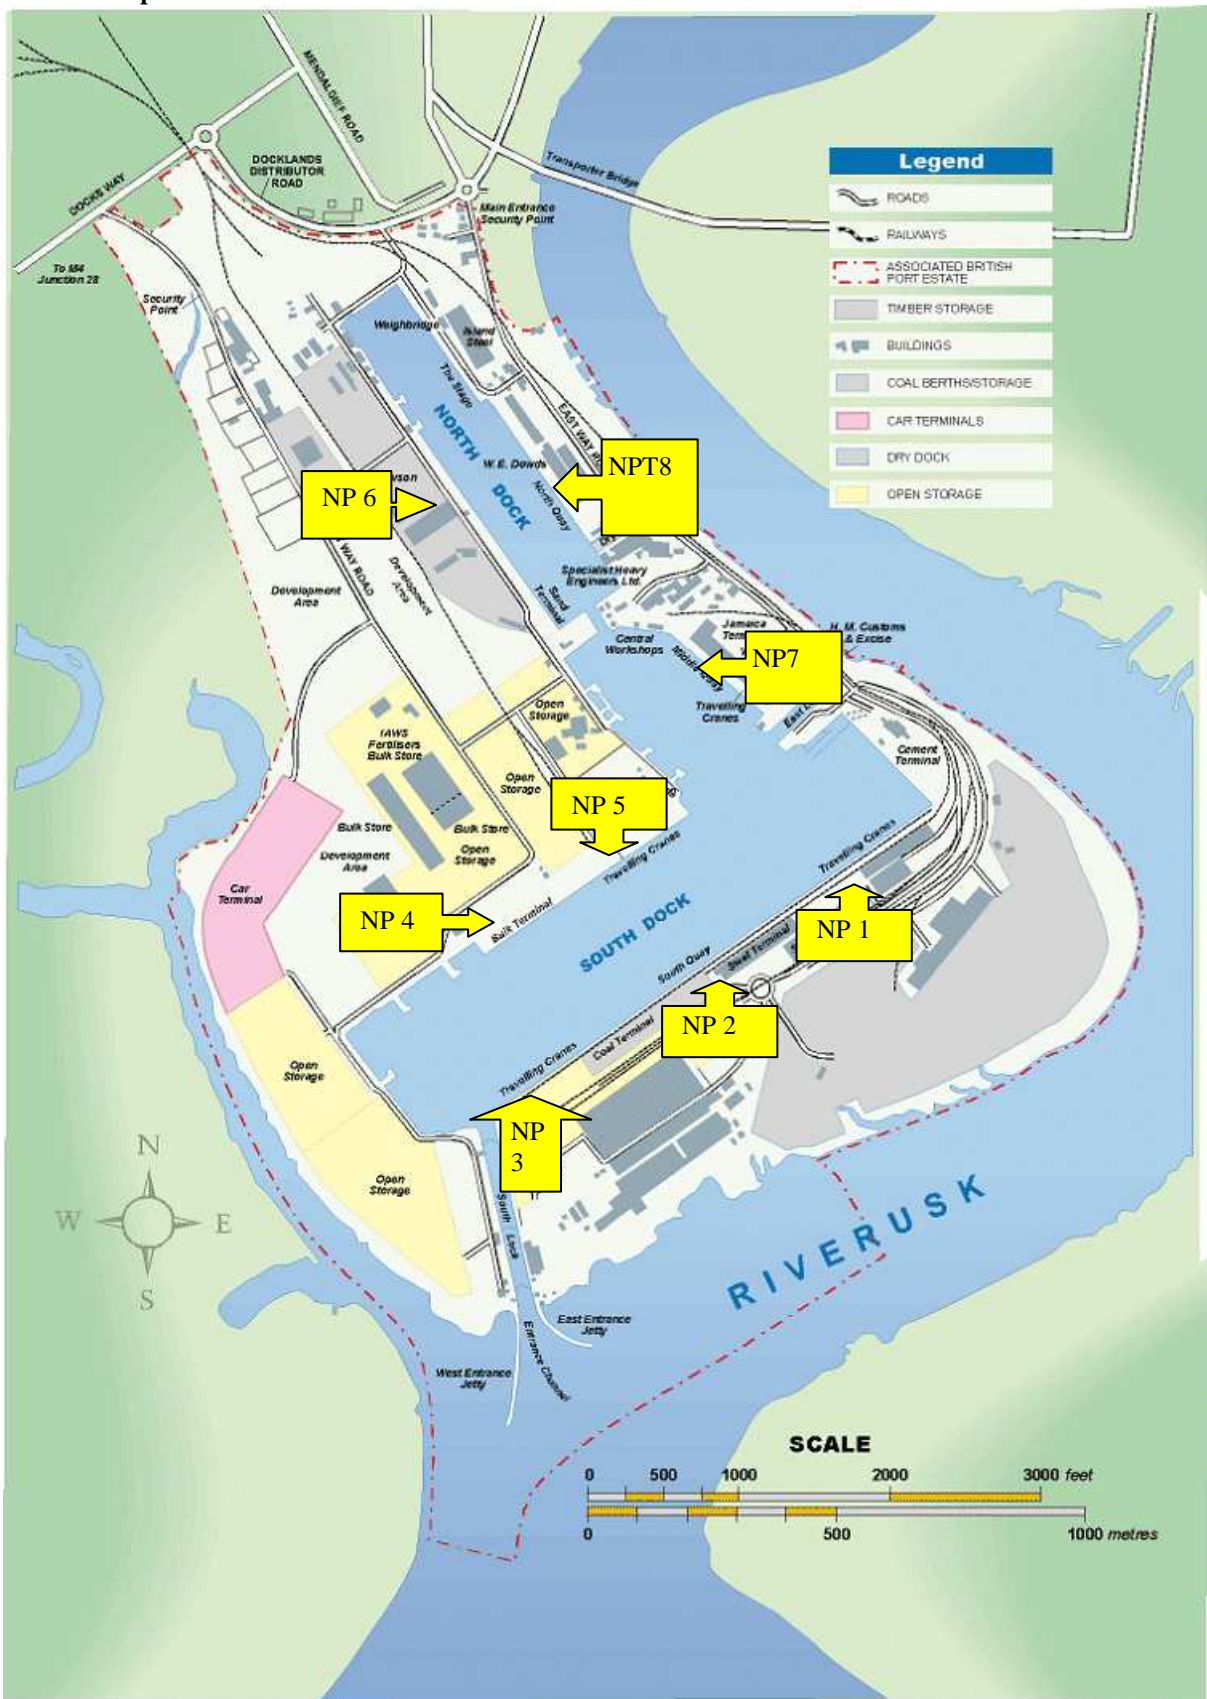 MENDALGIEF ROAD
DOCKLANDS
DISTRIBUTOR
ROAD
DOCKS WAY
To M4
Junction 28
Security
Point
Main Entrance
Security Point
Transporter Bridge
Legend
ROADS
RAILWAYS
ASSOCIATED BRITISH
PORT ESTATE
TIMBER STORAGE
BUILDINGS
COAL BERTHS/STORAGE
CAR TERMINALS
DRY DOCK
OPEN STORAGE
Weighbridge
Island
Steel
The Stage
NORTH
DOCK
EAST WAY
W.E. Dowds
North Quay
NPT8
NP 6
WAY ROAD
Development
Area
Development
Area
Specialist Heavy
Engineers Ltd.
Sand
Terminal
Central
Workshops
Jamaica
H. M. Customs
& Excise
NP7
Middle Quay
Travelling
Cranes
Cement
Terminal
IAWS
Fertilisers
Bulk Store
Open
Storage
Open
Storage
NP 5
Bulk Store
Bulk Store
Development
Area
Open
Storage
Travelling Cranes
Travelling Cranes
Car
Terminal
NP 4
Bulk Terminal
SOUTH DOCK
NP 1
South Quay
Steel Terminal
NP 2
Coal Terminal
Travelling Cranes
Open
Storage
NP
3
Open
Storage
South Lock
N
W
E
S
RIVER USK
East Entrance
Jetty
West Entrance
Jetty
Entrance Channel
SCALE
0 500 1000 2000 3000 feet
0 500 1000 metres